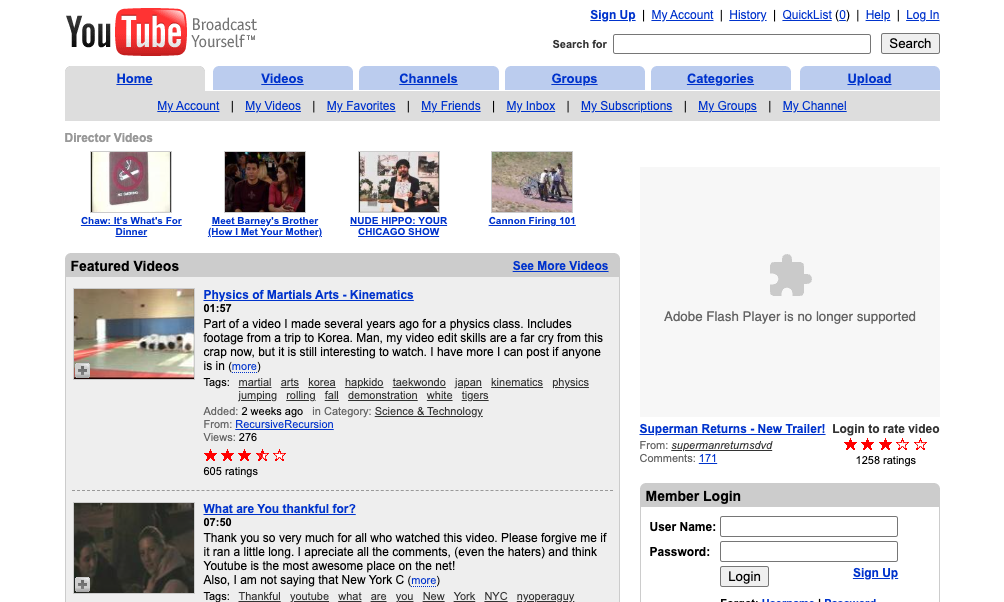 YouTube Broadcast Yourself™
Sign Up | My Account | History | QuickList (0) | Help | Log In
Search for
Search
Home Videos Channels Groups Categories Upload
My Account | My Videos | My Favorites | My Friends | My Inbox | My Subscriptions | My Groups | My Channel
Director Videos
Chaw: It's What's For
Dinner
Meet Barney's Brother
(How I Met Your Mother)
NUDE HIPPO: YOUR
CHICAGO SHOW
Cannon Firing 101
Featured Videos
See More Videos
Physics of Martials Arts - Kinematics
01:57
Part of a video I made several years ago for a physics class. Includes
footage from a trip to Korea. Man, my video edit skills are a far cry from this
crap now, but it is still interesting to watch. I have more I can post if anyone
is in (more)
Tags: martial arts korea hapkido taekwondo japan kinematics physics
jumping rolling fall demonstration white tigers
Added: 2 weeks ago in Category: Science & Technology
From: RecursiveRecursion
Views: 276
605 ratings
What are You thankful for?
07:50
Thank you so very much for all who watched this video. Please forgive me if
it ran a little long. I apreciate all the comments, (even the haters) and think
Youtube is the most awesome place on the net!
Also, I am not saying that New York C (more)
Tags: Thankful youtube what are you New York NYC nyoperaguy
Adobe Flash Player is no longer supported
Superman Returns - New Trailer!
From: supermanreturnsdvd
Comments: 171
Login to rate video
1258 ratings
Member Login
User Name:
Password:
Login
Sign Up
Forgot: Username | Password